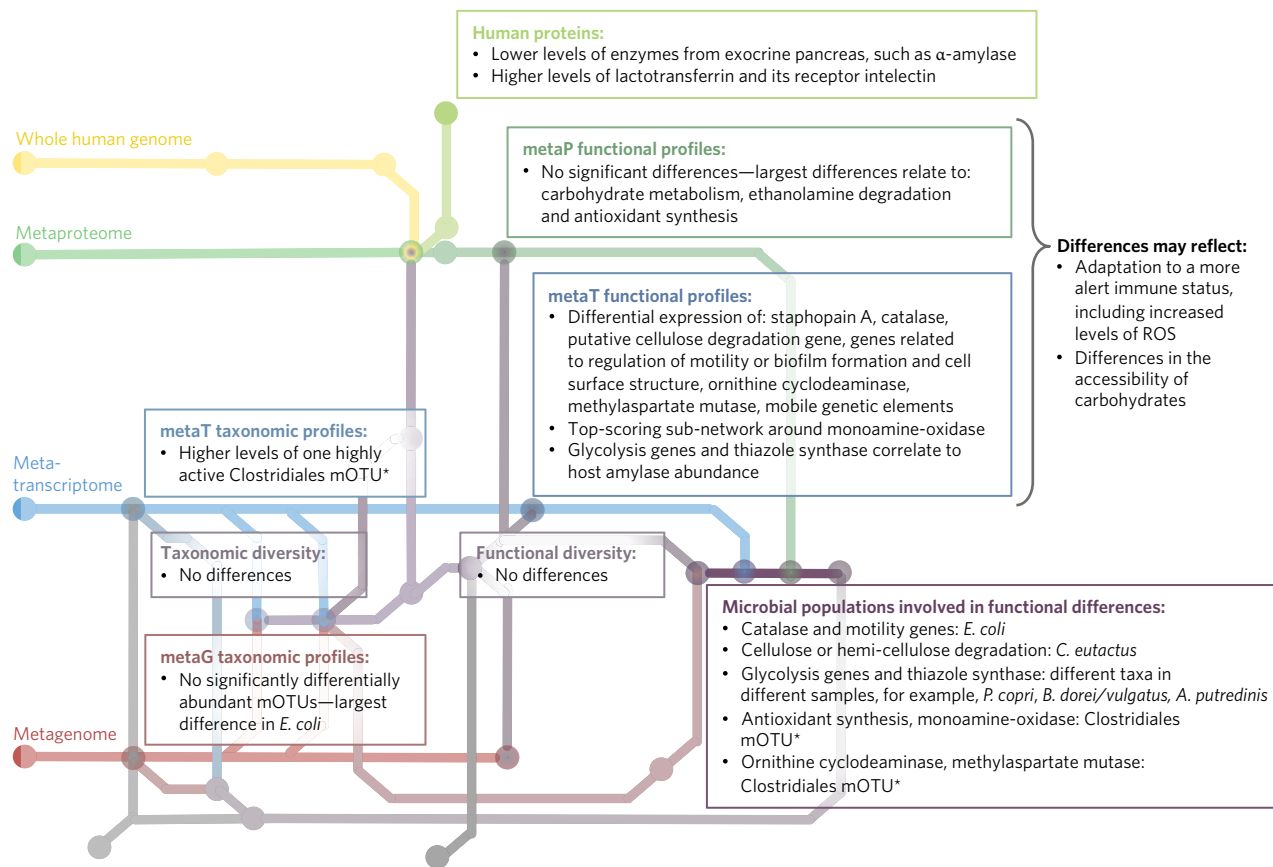 Human proteins:
• Lower levels of enzymes from exocrine pancreas, such as α-amylase
• Higher levels of lactotransferrin and its receptor intelectin
Whole human genome
metaP functional profiles:
• No significant differences—largest differences relate to:
carbohydrate metabolism, ethanolamine degradation
and antioxidant synthesis
Metaproteome
Differences may reflect:
• Adaptation to a more
alert immune status,
including increased
levels of ROS
• Differences in the
accessibility of
carbohydrates
metaT functional profiles:
• Differential expression of: staphopain A, catalase,
putative cellulose degradation gene, genes related
to regulation of motility or biofilm formation and cell
surface structure, ornithine cyclodeaminase,
methylaspartate mutase, mobile genetic elements
• Top-scoring sub-network around monoamine-oxidase
• Glycolysis genes and thiazole synthase correlate to
host amylase abundance
metaT taxonomic profiles:
• Higher levels of one highly
active Clostridiales mOTU*
Meta-
transcriptome
Taxonomic diversity:
• No differences
Functional diversity:
• No differences
Microbial populations involved in functional differences:
• Catalase and motility genes: E. coli
• Cellulose or hemi-cellulose degradation: C. eutactus
• Glycolysis genes and thiazole synthase: different taxa in
different samples, for example, P. copri, B. dorei/vulgatus, A. putredinis
• Antioxidant synthesis, monoamine-oxidase: Clostridiales
mOTU*
• Ornithine cyclodeaminase, methylaspartate mutase:
Clostridiales mOTU*
metaG taxonomic profiles:
• No significantly differentially
abundant mOTUs—largest
difference in E. coli
Metagenome